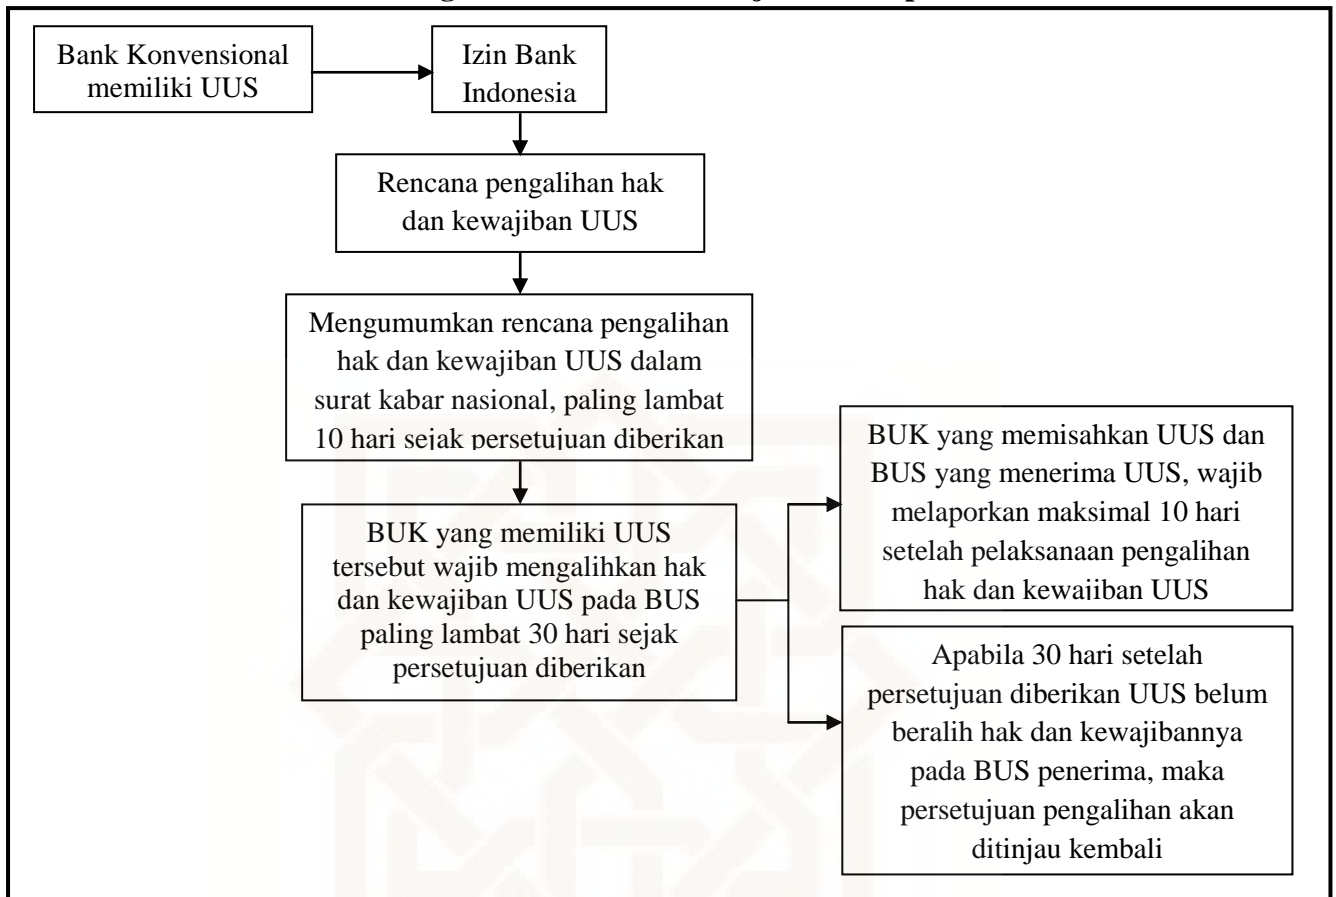 Bank Konvensional
memiliki UUS
Izin Bank
Indonesia
Rencana pengalihan hak
dan kewajiban UUS
Mengumumkan rencana pengalihan
hak dan kewajiban UUS dalam
surat kabar nasional, paling lambat
10 hari sejak persetujuan diberikan
BUK yang memiliki UUS
tersebut wajib mengalihkan hak
dan kewajiban UUS pada BUS
paling lambat 30 hari sejak
persetujuan diberikan
BUK yang memisahkan UUS dan
BUS yang menerima UUS, wajib
melaporkan maksimal 10 hari
setelah pelaksanaan pengalihan
hak dan kewajiban UUS
Apabila 30 hari setelah
persetujuan diberikan UUS belum
beralih hak dan kewajibannya
pada BUS penerima, maka
persetujuan pengalihan akan
ditinjau kembali